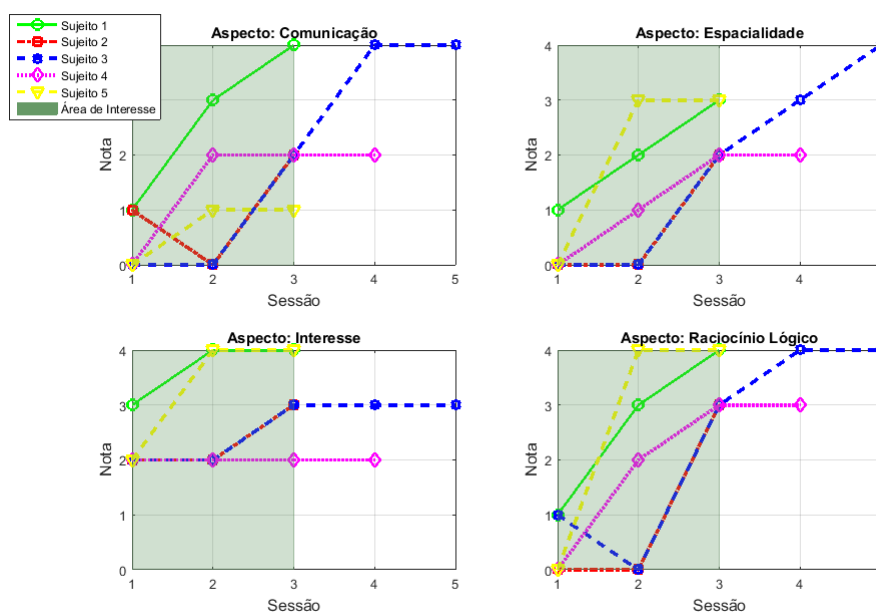 Sujeito 1
Sujeito 2
Sujeito 3
Sujeito 4
Sujeito 5
Área de Interesse
Aspecto: Comunicação
Nota
2
1
0
1 2 3 4 5
Sessão
Aspecto: Espacialidade
Nota
4
3
2
1
0
1 2 3 4
Sessão
Aspecto: Interesse
Nota
4
3
2
1
0
1 2 3 4 5
Sessão
Aspecto: Raciocínio Lógico
Nota
4
3
2
1
0
1 2 3 4
Sessão